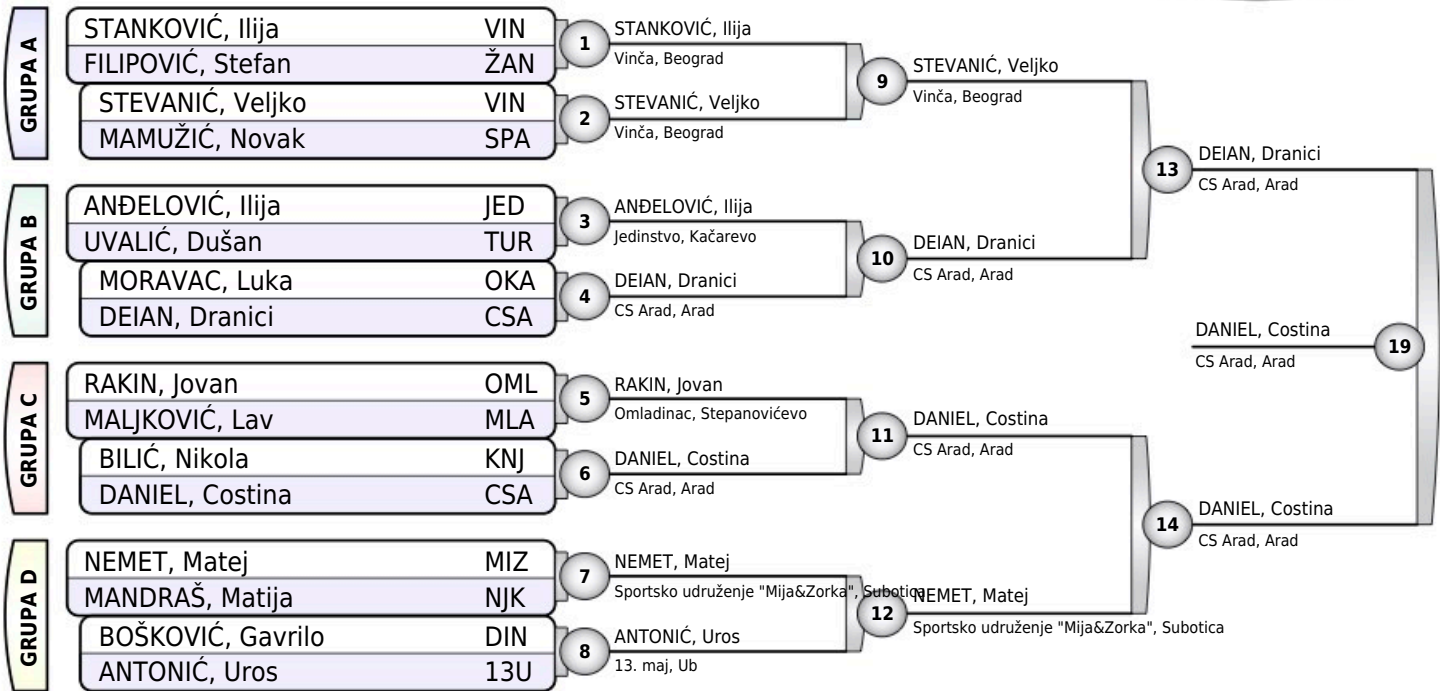 GRUPA A
STANKOVIĆ, Ilija VIN
FILIPOVIĆ, Stefan ŽAN
STEVANIĆ, Veljko VIN
MAMUŽIĆ, Novak SPA
1
STANKOVIĆ, Ilija
Vinča, Beograd
2
STEVANIĆ, Veljko
Vinča, Beograd
9
STEVANIĆ, Veljko
Vinča, Beograd
GRUPA B
ANĐELOVIĆ, Ilija JED
UVALIĆ, Dušan TUR
MORAVAC, Luka OKA
DEIAN, Dranici CSA
3
ANĐELOVIĆ, Ilija
Jedinstvo, Kačarevo
4
DEIAN, Dranici
CS Arad, Arad
10
DEIAN, Dranici
CS Arad, Arad
13
DEIAN, Dranici
CS Arad, Arad
GRUPA C
RAKIN, Jovan OML
MALJKOVIĆ, Lav MLA
BILIĆ, Nikola KNJ
DANIEL, Costina CSA
5
RAKIN, Jovan
Omladinac, Stepanovićevo
6
DANIEL, Costina
CS Arad, Arad
11
DANIEL, Costina
CS Arad, Arad
GRUPA D
NEMET, Matej MIZ
MANDRAŠ, Matija NJK
BOŠKOVIĆ, Gavrilo DIN
ANTONIĆ, Uros 13U
7
NEMET, Matej
Sportsko udruženje "Mija&Zorka", Subotica
8
ANTONIĆ, Uros
13. maj, Ub
12
NEMET, Matej
Sportsko udruženje "Mija&Zorka", Subotica
14
DANIEL, Costina
CS Arad, Arad
DANIEL, Costina
CS Arad, Arad
19